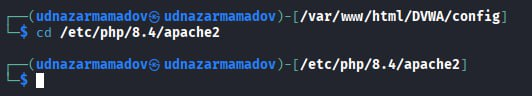 ┌──(udnazarmamadov㉿ udnazarmamadov)-[/var/www/html/DVWA/config]
└─$ cd /etc/php/8.4/apache2
┌──(udnazarmamadov㉿ udnazarmamadov)-[/etc/php/8.4/apache2]
└─$